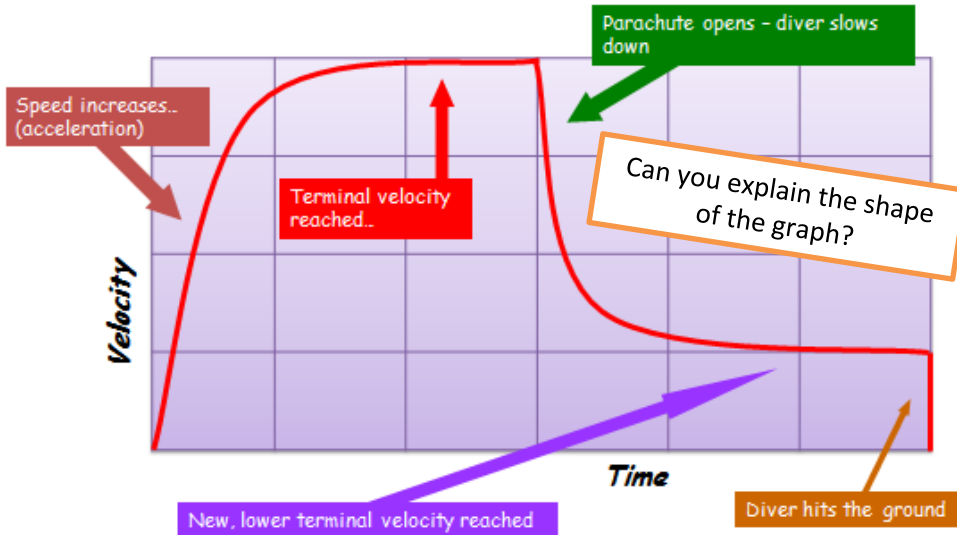 Parachute opens – diver slows
down
Speed increases..
(acceleration)
Terminal velocity
reached..
Can you explain the shape
of the graph?
Velocity
Time
New, lower terminal velocity reached
Diver hits the ground